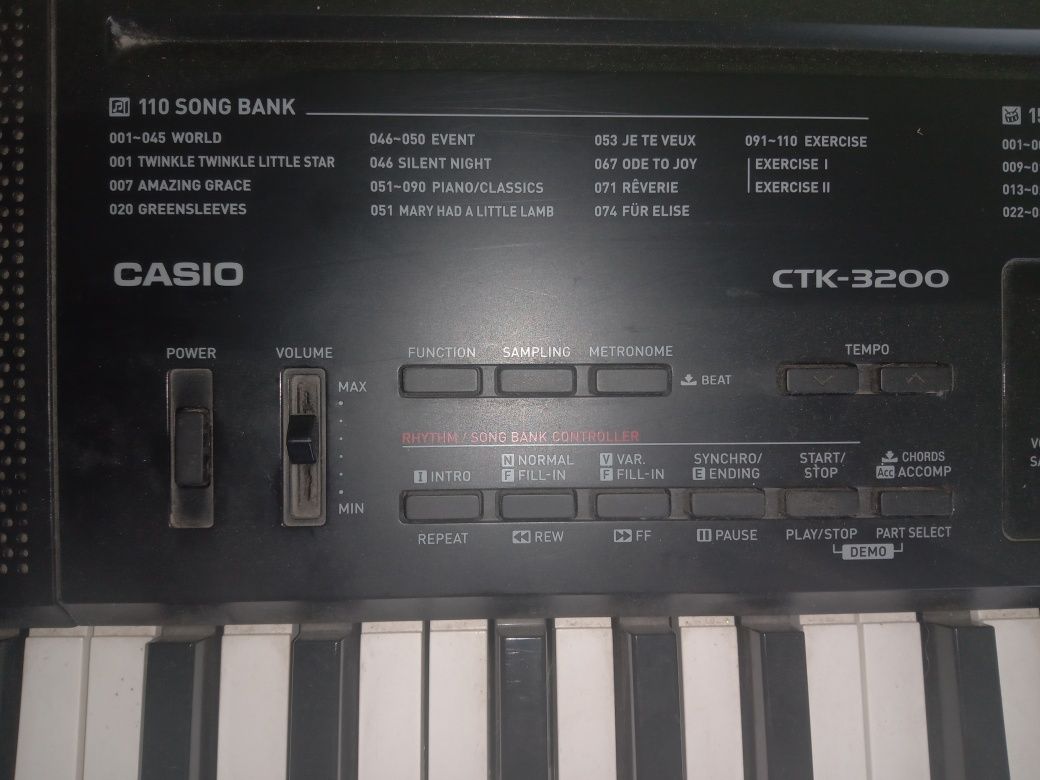 110 SONG BANK
001~045 WORLD
001 TWINKLE TWINKLE LITTLE STAR
007 AMAZING GRACE
020 GREENSLEEVES
046~050 EVENT
046 SILENT NIGHT
051~090 PIANO/CLASSICS
051 MARY HAD A LITTLE LAMB
053 JE TE VEUX
067 ODE TO JOY
071 RÊVERIE
074 FÜR ELISE
091~110 EXERCISE
EXERCISE I
EXERCISE II
CASIO
CTK-3200
POWER
VOLUME
MAX
MIN
FUNCTION
SAMPLING
METRONOME
BEAT
TEMPO
RHYTHM / SONG BANK CONTROLLER
I INTRO
N NORMAL
F FILL-IN
V VAR.
F FILL-IN
SYNCHRO/
E ENDING
START/
STOP
CHORDS
Acc ACCOMP
REPEAT
REW
FF
PAUSE
PLAY/STOP
PART SELECT
DEMO